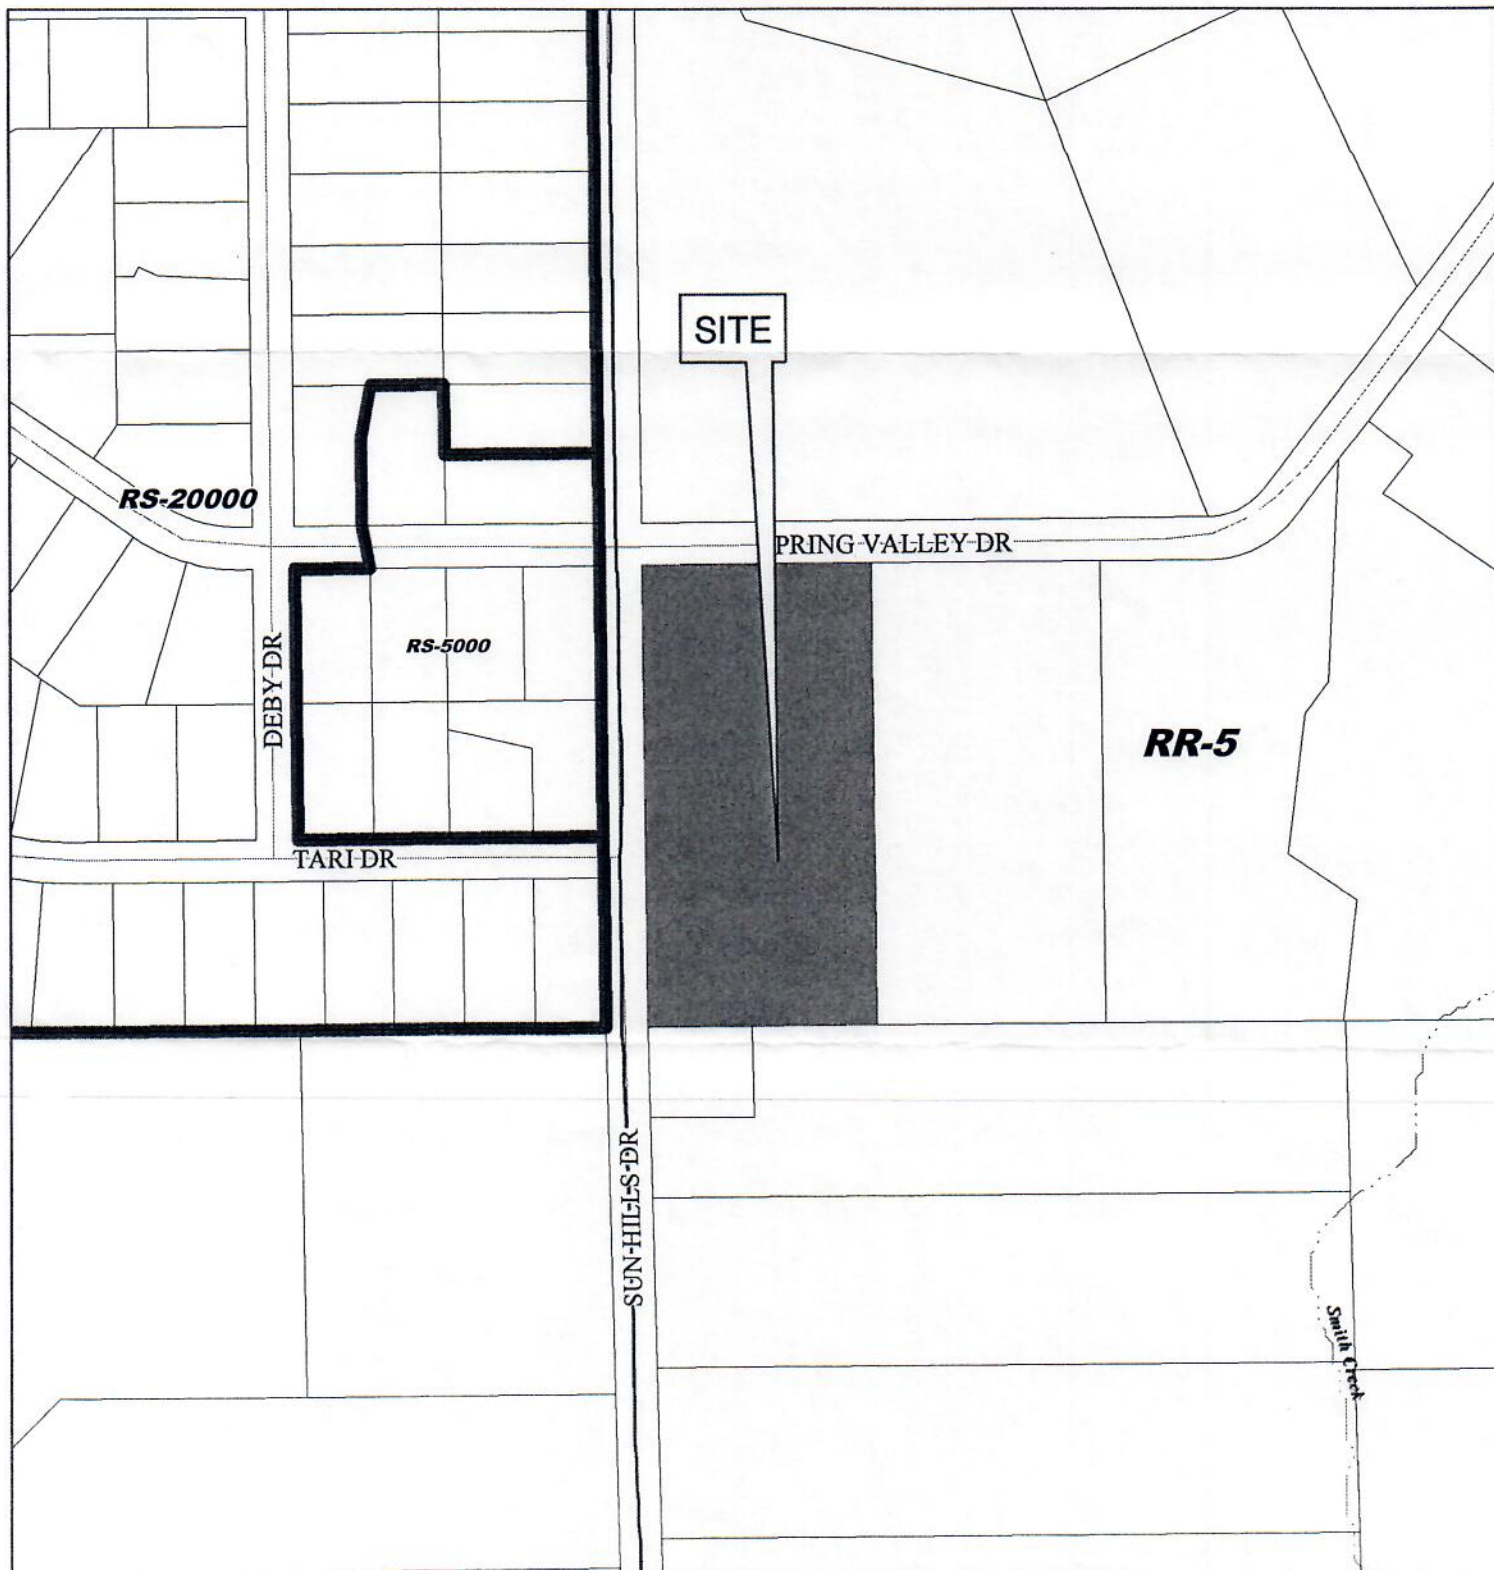 SITE
RS-20000
PRING VALLEY DR
RS-5000
DEBY DR
RR-5
TARI DR
SUN HILLS DR
Smith Creek